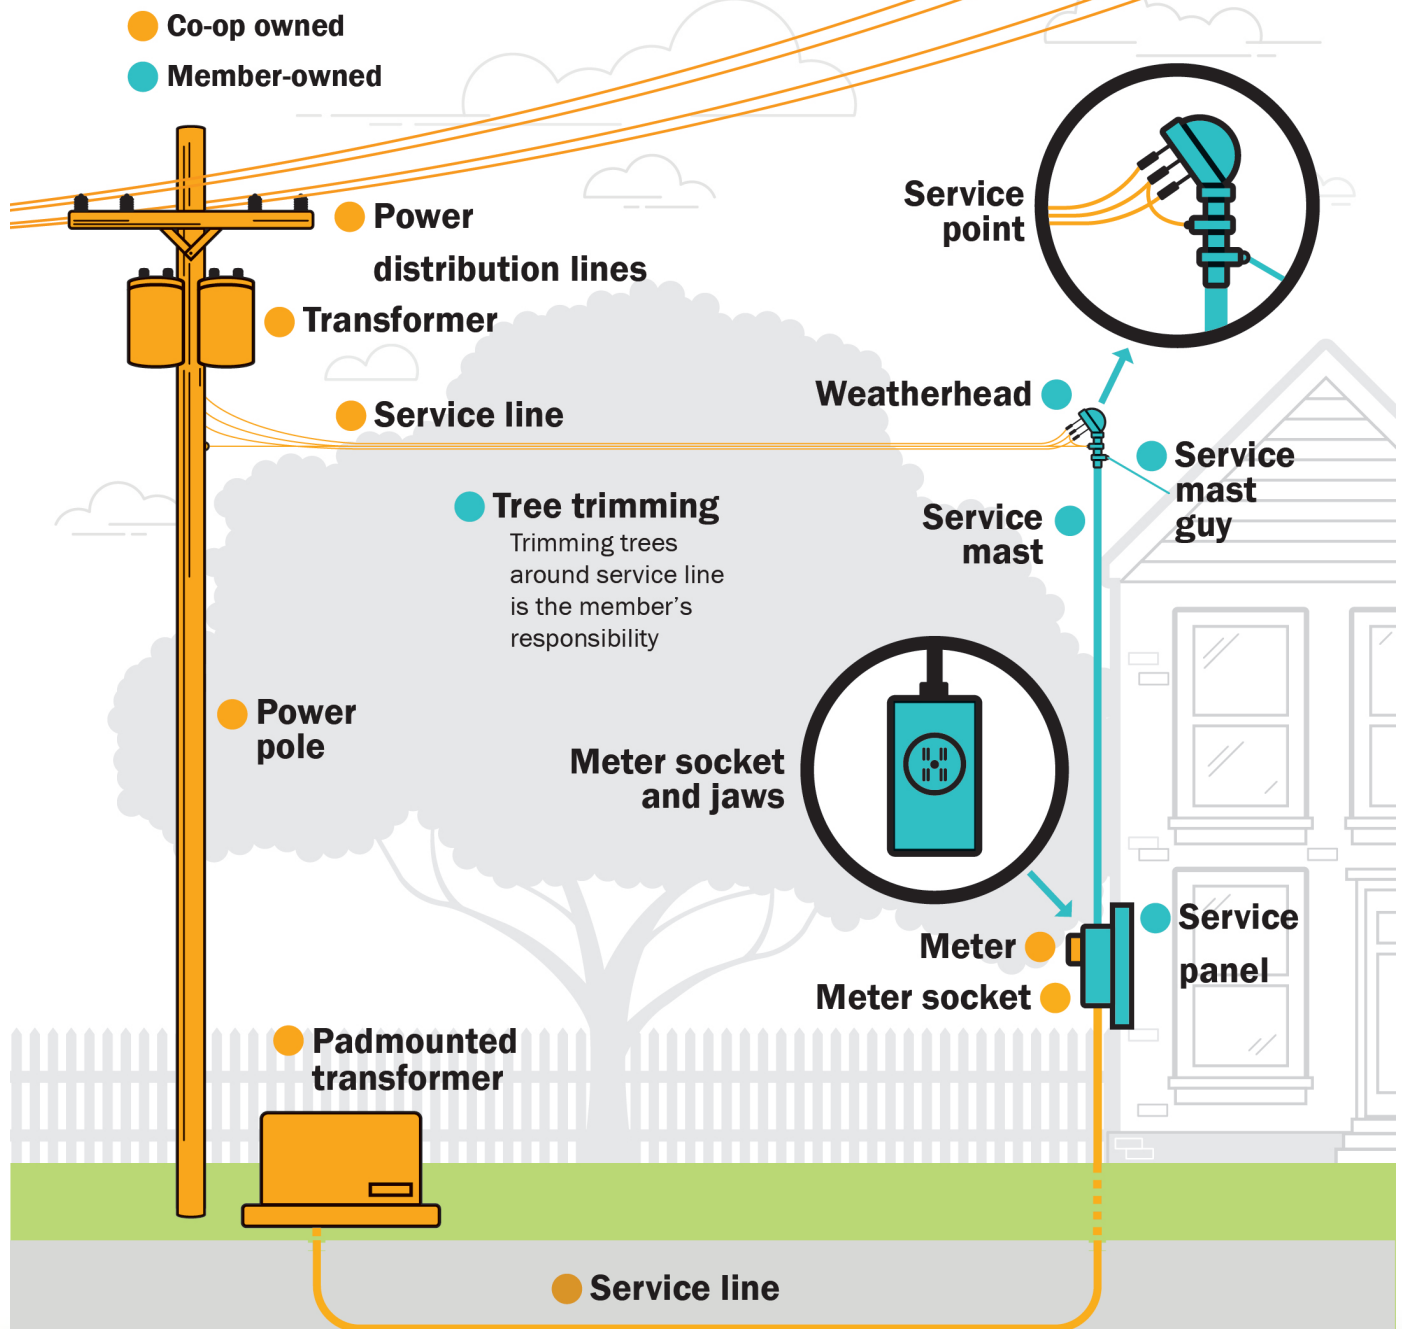 Co-op owned
Member-owned
Service
point
Power
distribution lines
Transformer
Weatherhead
Service line
Service
mast
guy
Tree trimming
Trimming trees
around service line
is the member’s
responsibility
Service
mast
Power
pole
Meter socket
and jaws
Service
panel
Meter
Meter socket
Padmounted
transformer
Service line